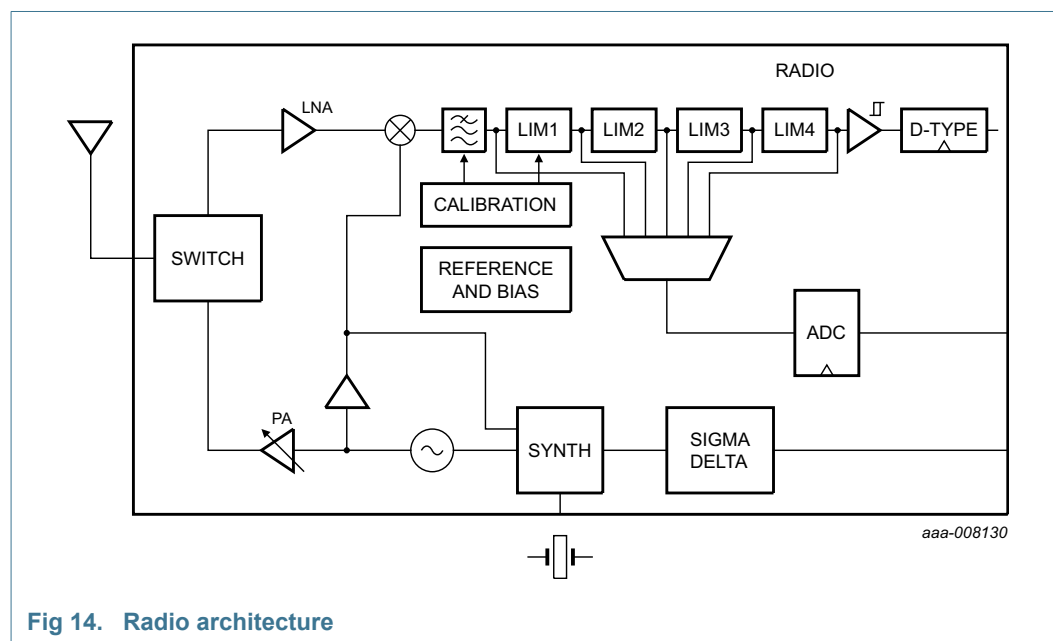 RADIO
LNA
LIM1
LIM2
LIM3
LIM4
D-TYPE
CALIBRATION
SWITCH
REFERENCE
AND BIAS
ADC
PA
SYNTH
SIGMA
DELTA
aaa-008130
Fig 14. Radio architecture